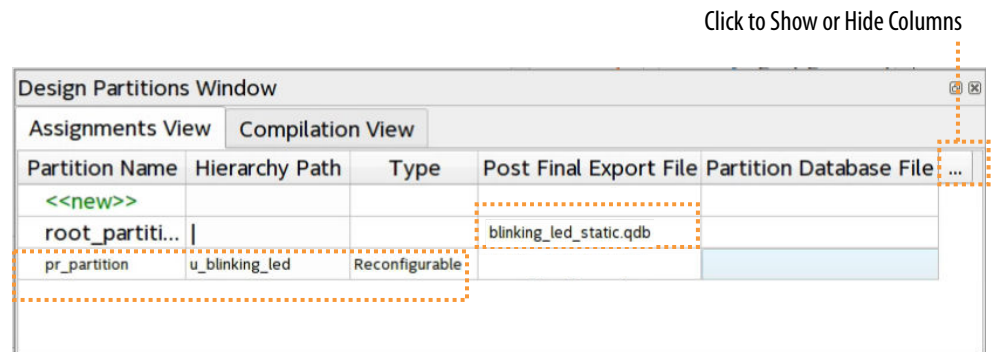 Click to Show or Hide Columns
Design Partitions Window
Assignments View Compilation View
Partition Name Hierarchy Path Type Post Final Export File Partition Database File ...
<<new>>
root_partiti... | blinking_led_static.qdb
pr_partition u_blinking_led Reconfigurable